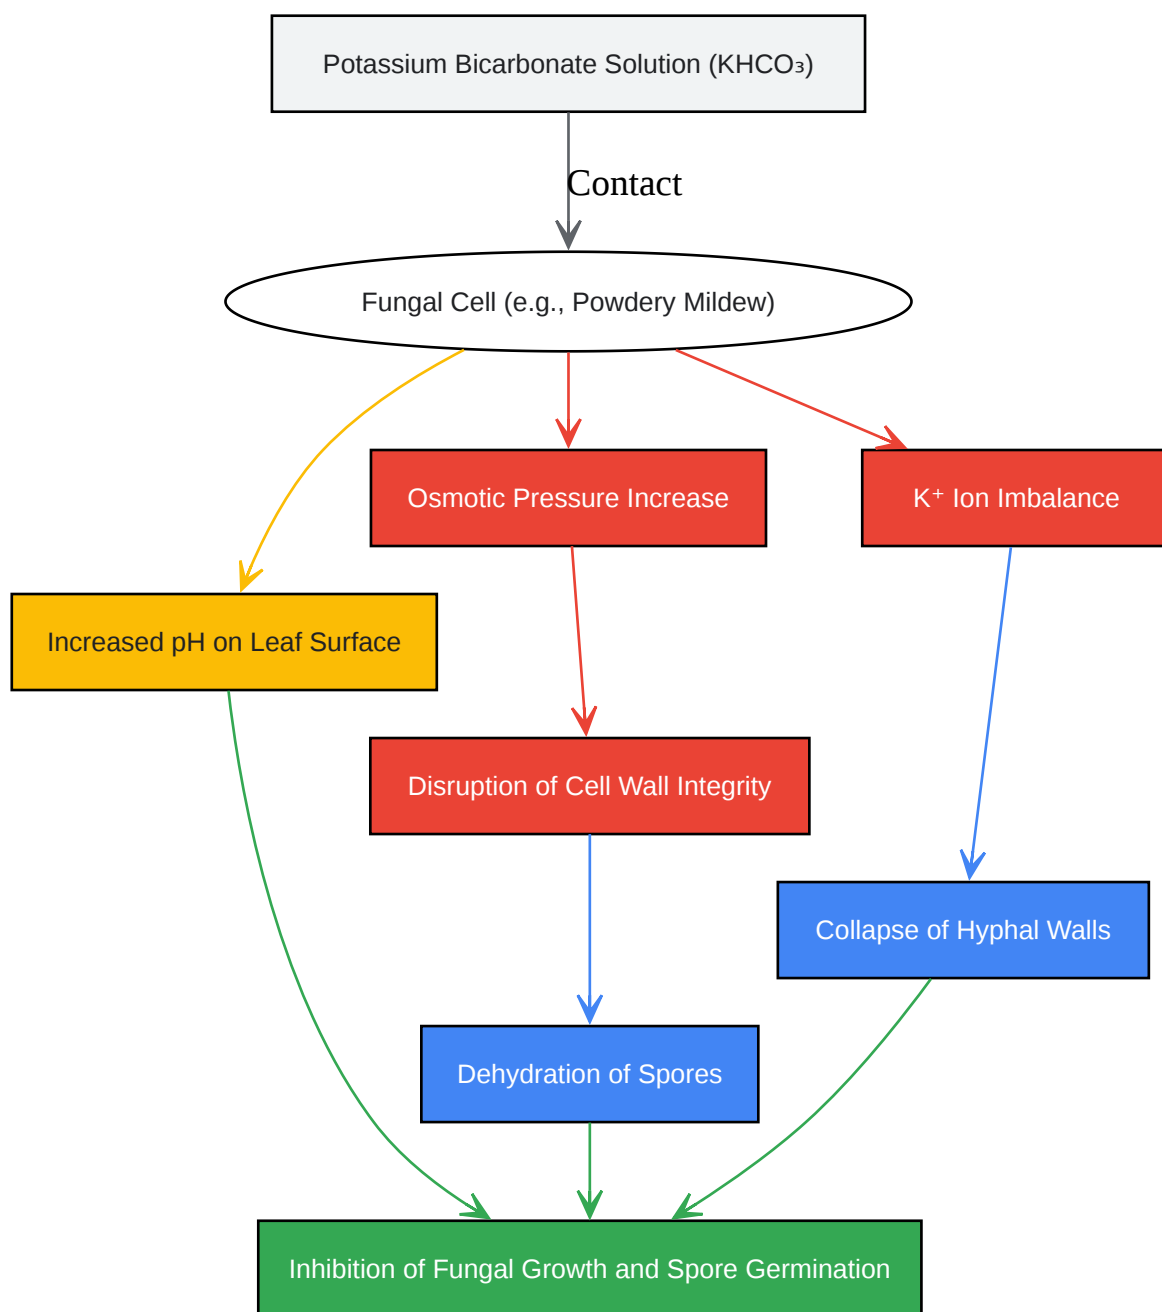 Potassium Bicarbonate Solution (KHCO₃)
Contact
Fungal Cell (e.g., Powdery Mildew)
Osmotic Pressure Increase
K⁺ Ion Imbalance
Increased pH on Leaf Surface
Disruption of Cell Wall Integrity
Collapse of Hyphal Walls
Dehydration of Spores
Inhibition of Fungal Growth and Spore Germination